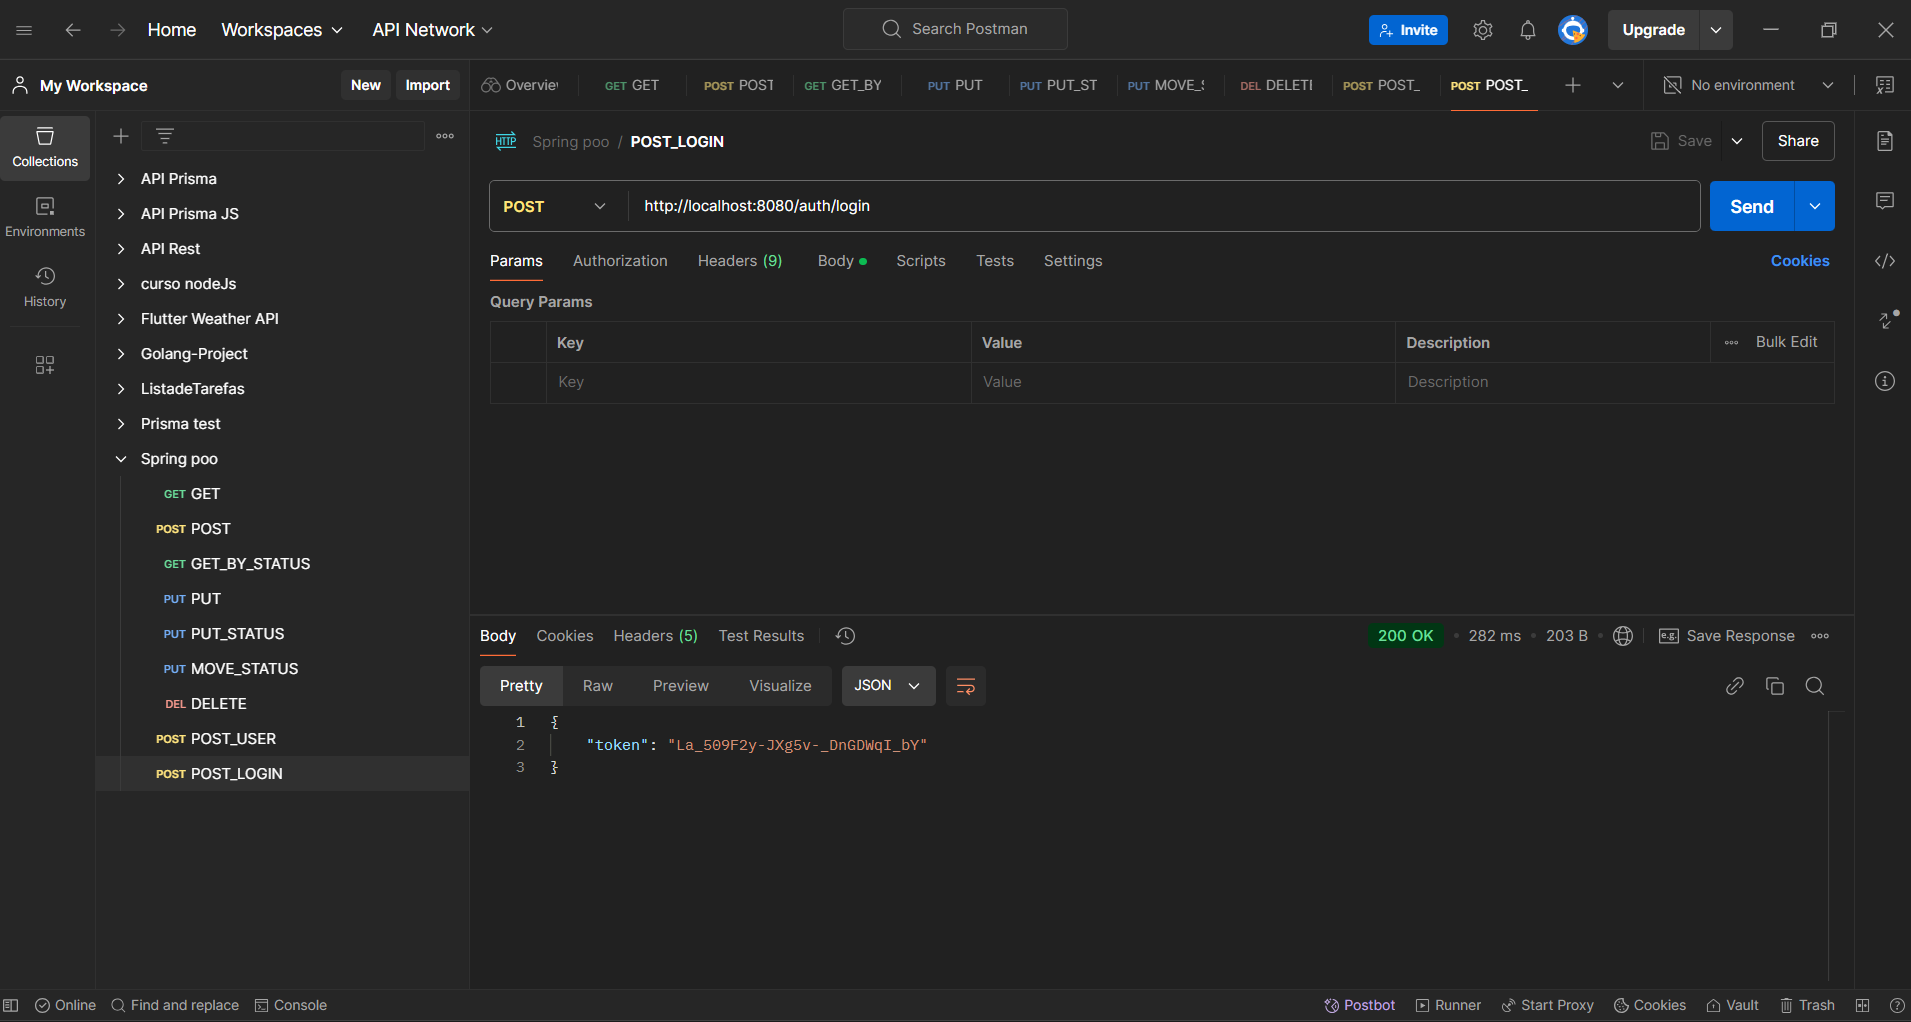 Home Workspaces API Network Search Postman Invite Upgrade
My Workspace New Import Overvie GET GET POST POST GET GET_BY PUT PUT PUT PUT_ST PUT MOVE_S DEL DELETI POST POST_ POST POST_ No environment
Collections
Environments
History
API Prisma
API Prisma JS
API Rest
curso nodeJs
Flutter Weather API
Golang-Project
ListadeTarefas
Prisma test
Spring poo
GET GET
POST POST
GET GET_BY_STATUS
PUT PUT
PUT PUT_STATUS
PUT MOVE_STATUS
DEL DELETE
POST POST_USER
POST POST_LOGIN
HTTP Spring poo / POST_LOGIN Save Share
POST http://localhost:8080/auth/login Send
Params Authorization Headers (9) Body Scripts Tests Settings Cookies
Query Params
Key Value Description Bulk Edit
Key Value Description
Body Cookies Headers (5) Test Results 200 OK 282 ms 203 B e.g. Save Response
Pretty Raw Preview Visualize JSON
1 {
2 "token": "La_509F2y-JXg5v-_DnGDWqI_bY"
3 }
Online Find and replace Console Postbot Runner Start Proxy Cookies Vault Trash